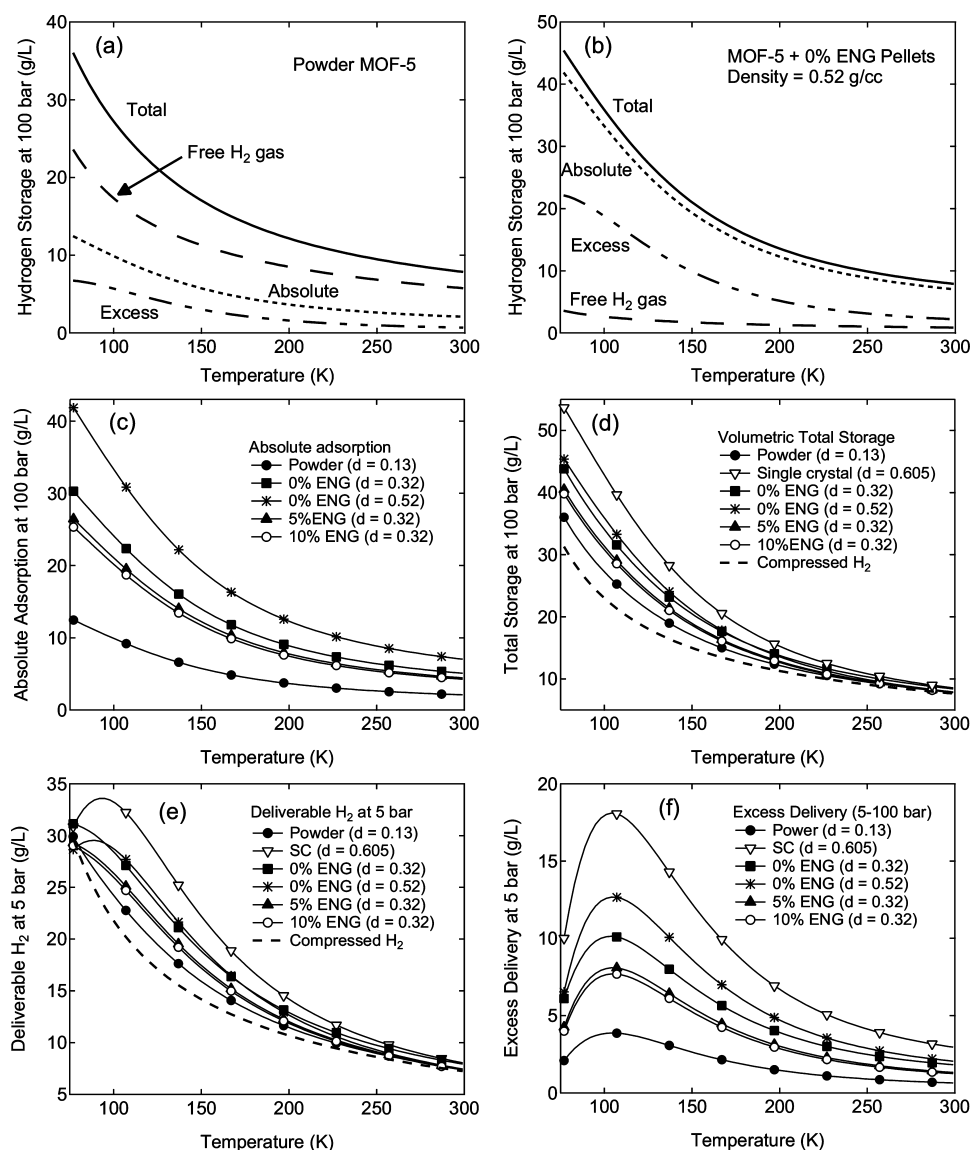 (a)
Powder MOF-5
Total
Free H₂ gas
Absolute
Excess
Hydrogen Storage at 100 bar (g/L)
40
30
20
10
0
100 150 200 250 300
Temperature (K)
(b)
MOF-5 + 0% ENG Pellets
Density = 0.52 g/cc
Total
Absolute
Excess
Free H₂ gas
Hydrogen Storage at 100 bar (g/L)
50
40
30
20
10
0
100 150 200 250 300
Temperature (K)
(c)
Absolute adsorption
Powder (d = 0.13)
0% ENG (d = 0.32)
0% ENG (d = 0.52)
5%ENG (d = 0.32)
10% ENG (d = 0.32)
Absolute Adsorption at 100 bar (g/L)
40
30
20
10
0
100 150 200 250 300
Temperature (K)
(d)
Volumetric Total Storage
Powder (d = 0.13)
Single crystal (d = 0.605)
0% ENG (d = 0.32)
0% ENG (d = 0.52)
5% ENG (d = 0.32)
10%ENG (d = 0.32)
Compressed H₂
Total Storage at 100 bar (g/L)
50
40
30
20
10
100 150 200 250 300
Temperature (K)
(e)
Deliverable H₂ at 5 bar
Powder (d = 0.13)
SC (d = 0.605)
0% ENG (d = 0.32)
0% ENG (d = 0.52)
5% ENG (d = 0.32)
10% ENG (d = 0.32)
Compressed H₂
Deliverable H₂ at 5 bar (g/L)
35
30
25
20
15
10
5
100 150 200 250 300
Temperature (K)
(f)
Excess Delivery (5-100 bar)
Power (d = 0.13)
SC (d = 0.605)
0% ENG (d = 0.32)
0% ENG (d = 0.52)
5% ENG (d = 0.32)
10% ENG (d = 0.32)
Excess Delivery at 5 bar (g/L)
20
15
10
5
0
100 150 200 250 300
Temperature (K)